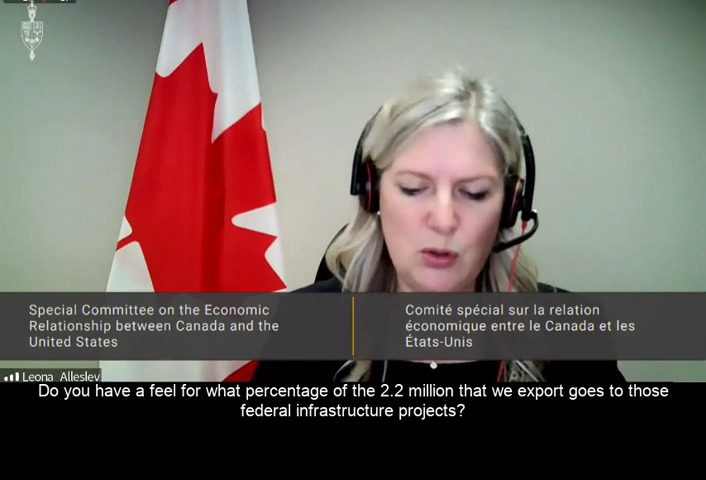 Special Committee on the Economic
Relationship between Canada and the
United States
Comité spécial sur la relation
économique entre le Canada et les
États-Unis
Leona Alleslev
Do you have a feel for what percentage of the 2.2 million that we export goes to those
federal infrastructure projects?